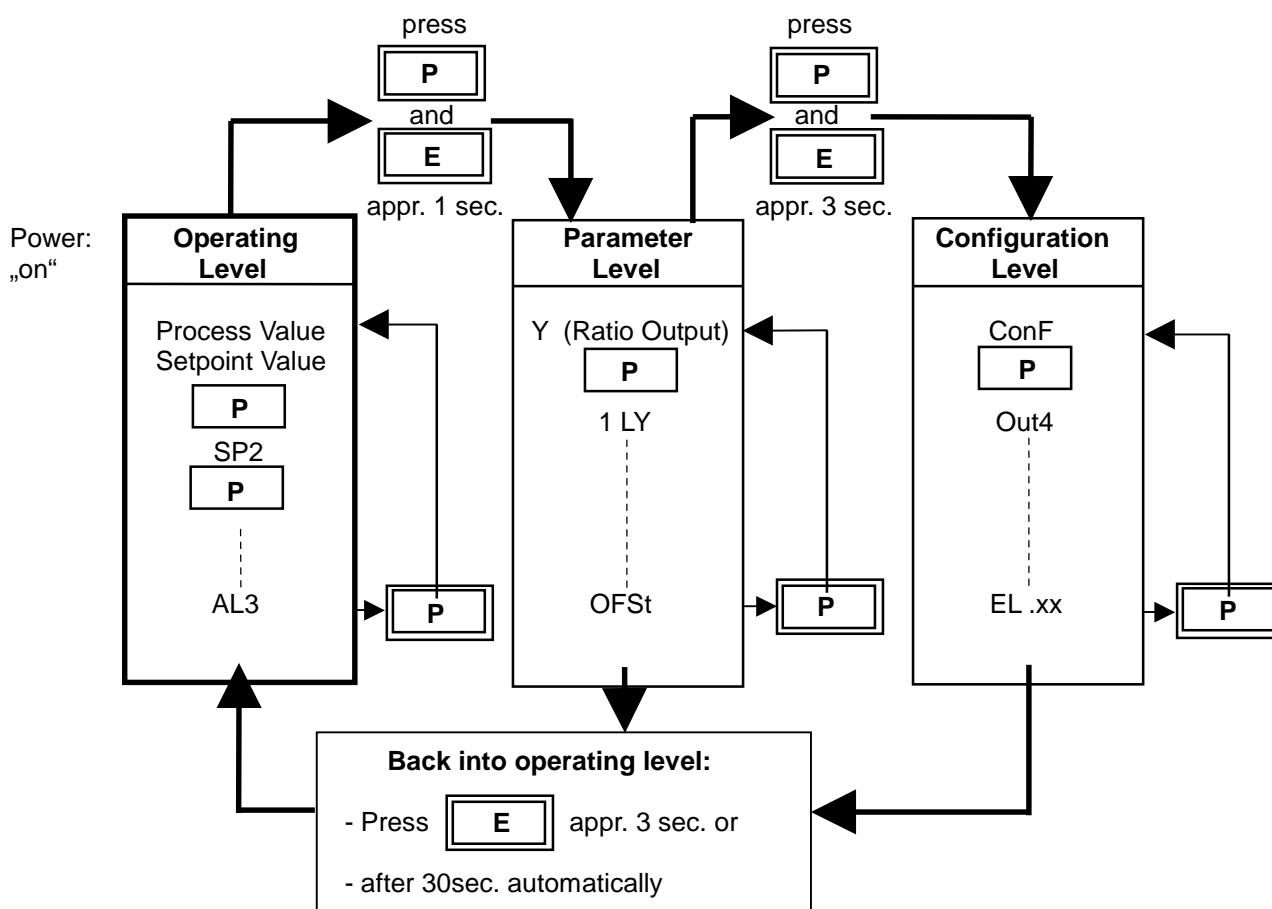 press
P
and
E
appr. 1 sec.
press
P
and
E
appr. 3 sec.
Power:
„on“
Operating
Level
Process Value
Setpoint Value
P
SP2
P
AL3
P
Parameter
Level
Y (Ratio Output)
P
1 LY
OFSt
P
Configuration
Level
ConF
P
Out4
EL .xx
P
Back into operating level:
- Press E appr. 3 sec. or
- after 30sec. automatically